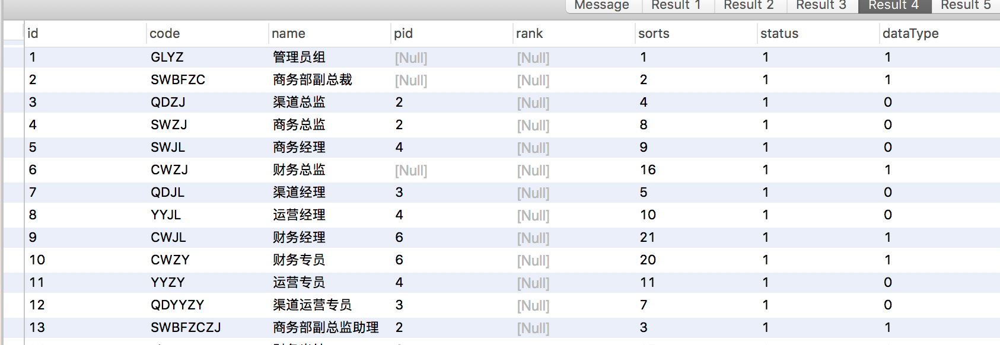 Message Result 1 Result 2 Result 3 Result 4 Result 5
id code name pid rank sorts status dataType
1 GLYZ 管理员组 [Null] [Null] 1 1 1
2 SWBFZC 商务部副总裁 [Null] [Null] 2 1 1
3 QDZJ 渠道总监 2 [Null] 4 1 0
4 SWZJ 商务总监 2 [Null] 8 1 0
5 SWJL 商务经理 4 [Null] 9 1 0
6 CWZJ 财务总监 [Null] [Null] 16 1 1
7 QDJL 渠道经理 3 [Null] 5 1 0
8 YYJL 运营经理 4 [Null] 10 1 0
9 CWJL 财务经理 6 [Null] 21 1 1
10 CWZY 财务专员 6 [Null] 20 1 1
11 YYZY 运营专员 4 [Null] 11 1 0
12 QDYYZY 渠道运营专员 3 [Null] 7 1 0
13 SWBFZCZJ 商务部副总监助理 2 [Null] 3 1 1